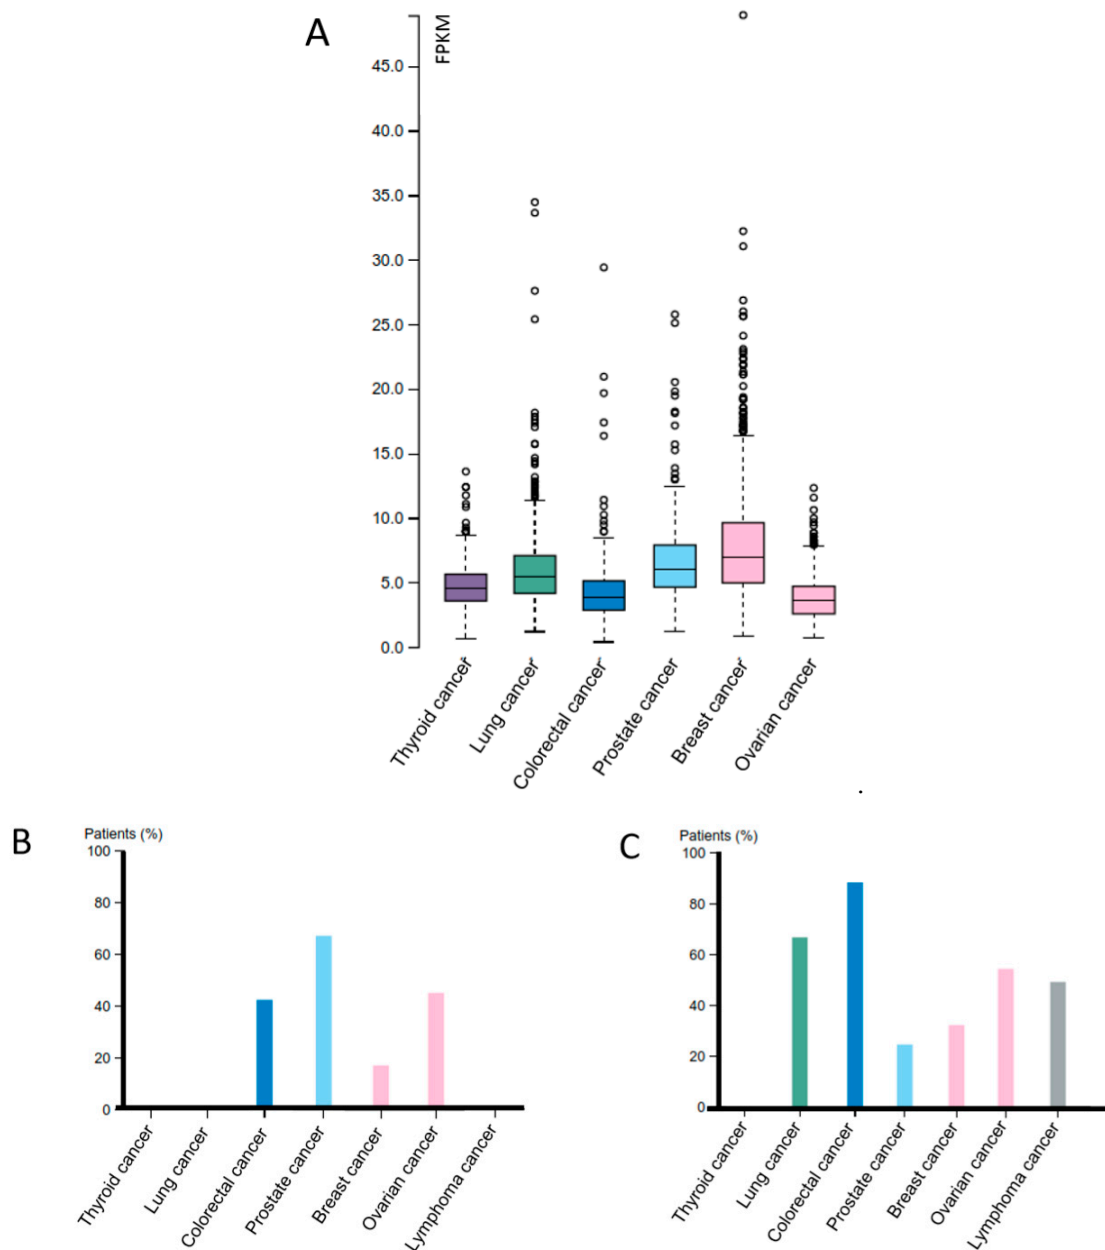 A
FPKM
45.0
40.0
35.0
30.0
25.0
20.0
15.0
10.0
5.0
0.0
Thyroid cancer
Lung cancer
Colorectal cancer
Prostate cancer
Breast cancer
Ovarian cancer
.
B
Patients (%)
100
80
60
40
20
0
Thyroid cancer
Lung cancer
Colorectal cancer
Prostate cancer
Breast cancer
Ovarian cancer
Lymphoma cancer
C
Patients (%)
100
80
60
40
20
0
Thyroid cancer
Lung cancer
Colorectal cancer
Prostate cancer
Breast cancer
Ovarian cancer
Lymphoma cancer